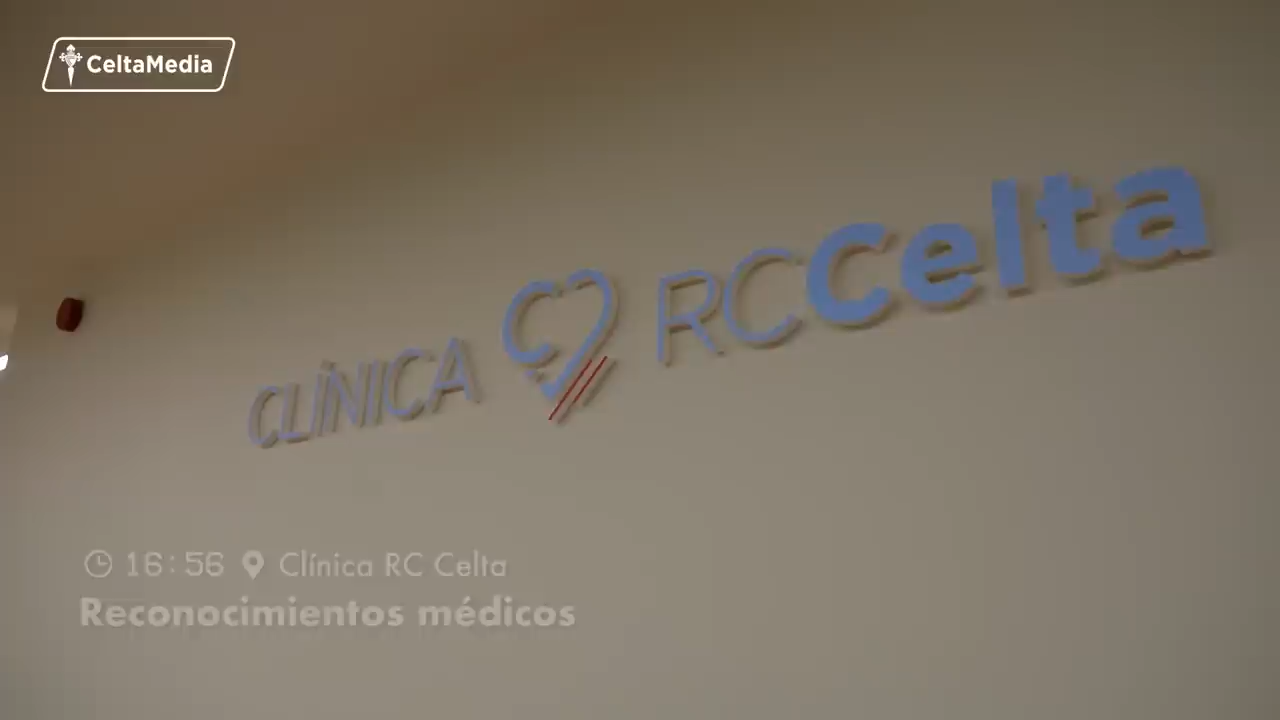 CeltaMedia
CLÍNICA RCCelta
16:56 Clínica RC Celta
Reconocimientos médicos